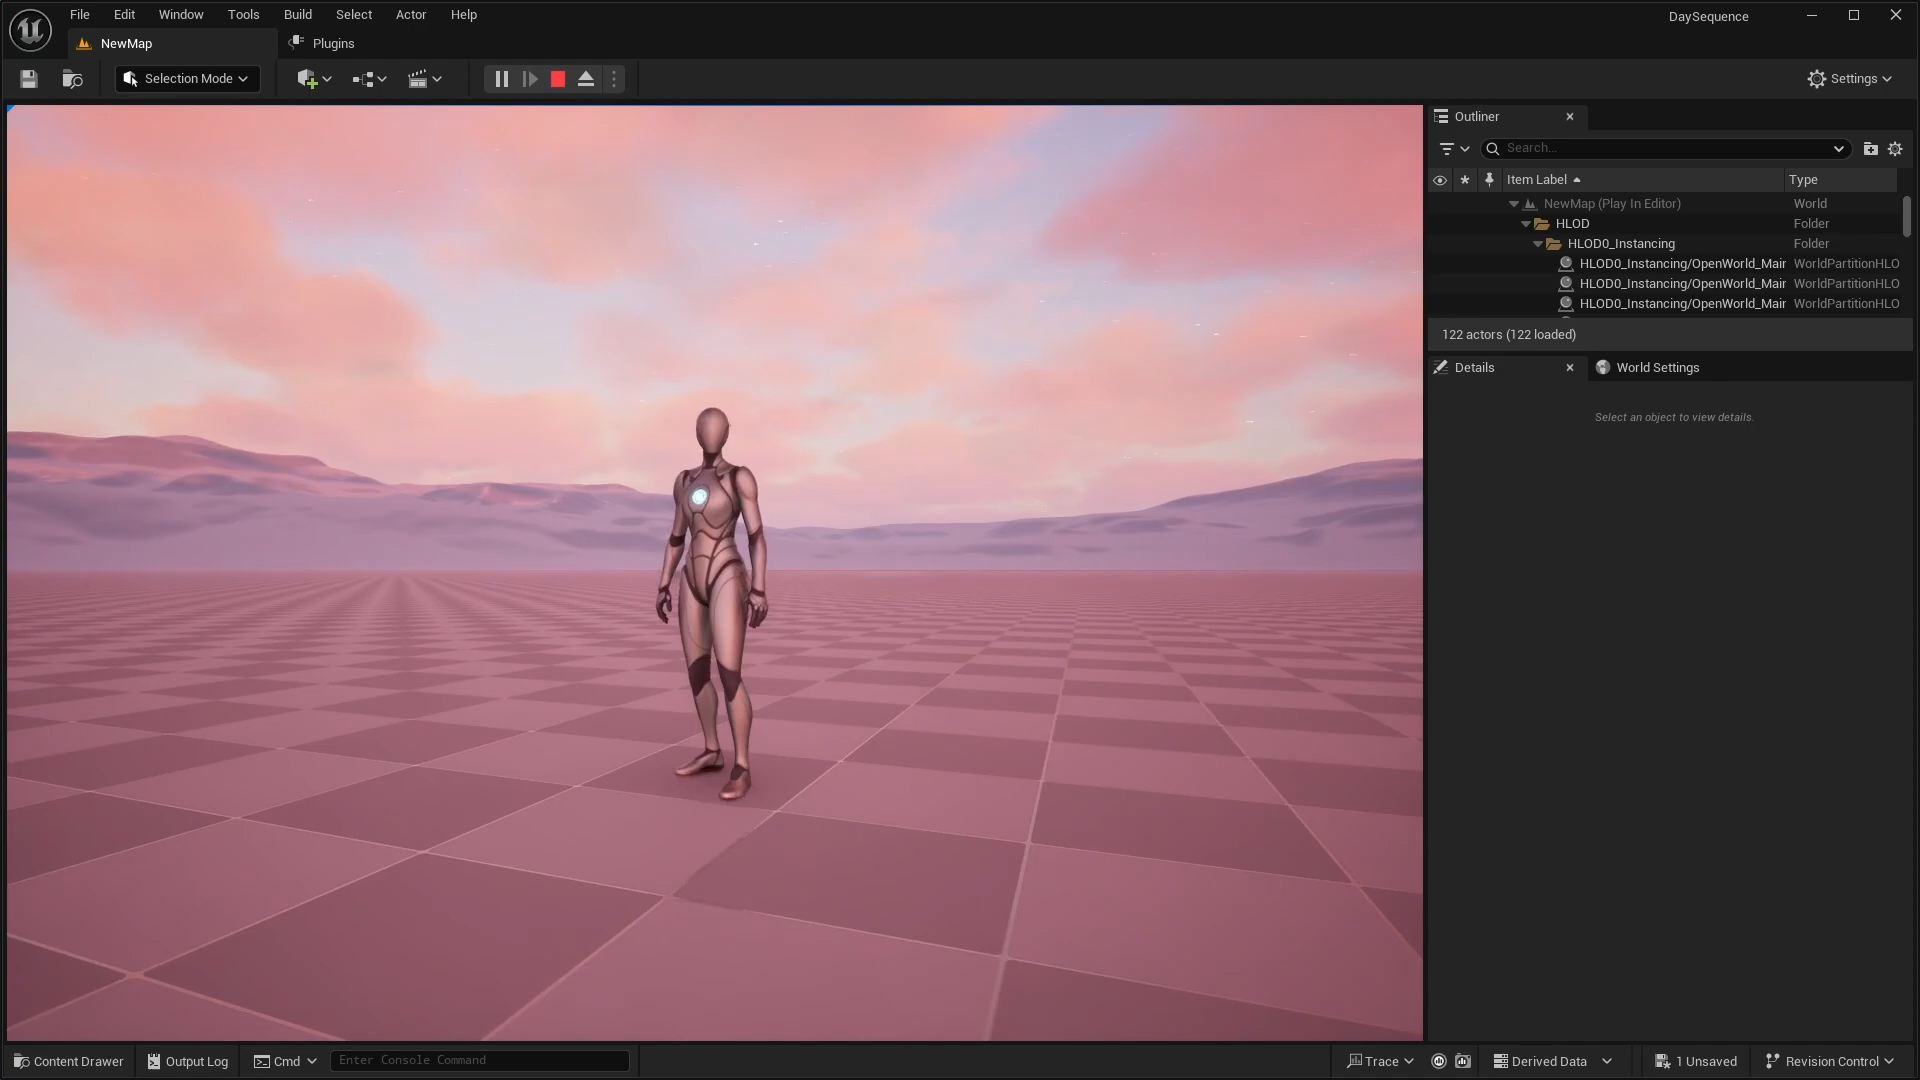 File Edit Window Tools Build Select Actor Help
DaySequence
NewMap
Plugins
Selection Mode
Settings
Outliner
Search...
Item Label
Type
NewMap (Play In Editor) World
HLOD Folder
HLOD0_Instancing Folder
HLOD0_Instancing/OpenWorld_Mair WorldPartitionHLO
HLOD0_Instancing/OpenWorld_Mair WorldPartitionHLO
HLOD0_Instancing/OpenWorld_Mair WorldPartitionHLO
122 actors (122 loaded)
Details
World Settings
Select an object to view details.
Content Drawer
Output Log
Cmd
Enter Console Command
Trace
Derived Data
1 Unsaved
Revision Control